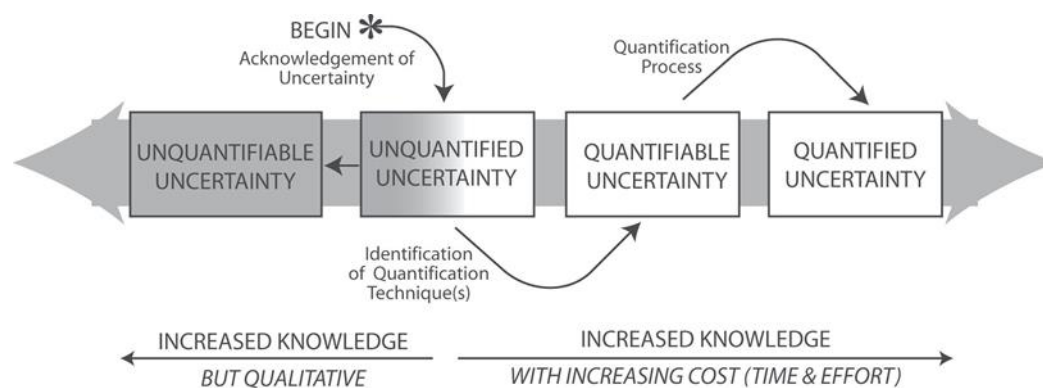 BEGIN *
Acknowledgement of
Uncertainty
Quantification
Process
UNQUANTIFIABLE
UNCERTAINTY
UNQUANTIFIED
UNCERTAINTY
QUANTIFIABLE
UNCERTAINTY
QUANTIFIED
UNCERTAINTY
Identification
of Quantification
Technique(s)
INCREASED KNOWLEDGE
BUT QUALITATIVE
INCREASED KNOWLEDGE
WITH INCREASING COST (TIME & EFFORT)